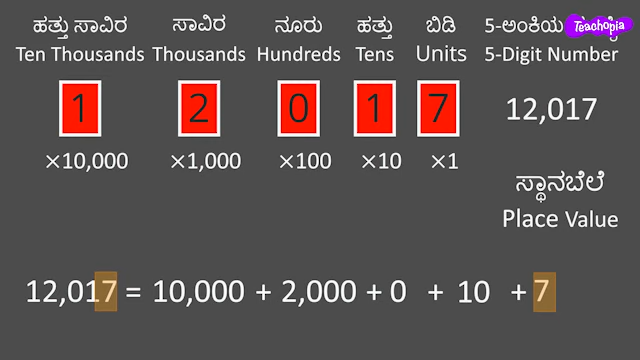 ಹತ್ತು ಸಾವಿರ ಸಾವಿರ ನೂರು ಹತ್ತು ಬಿಡಿ 5-ಅಂಕಿಯ
Teachopia
Ten Thousands Thousands Hundreds Tens Units 5-Digit Number
1 2 0 1 7 12,017
×10,000 ×1,000 ×100 ×10 ×1
ಸ್ಥಾನಬೆಲೆ
Place Value
12,017 = 10,000 + 2,000 + 0 + 10 + 7